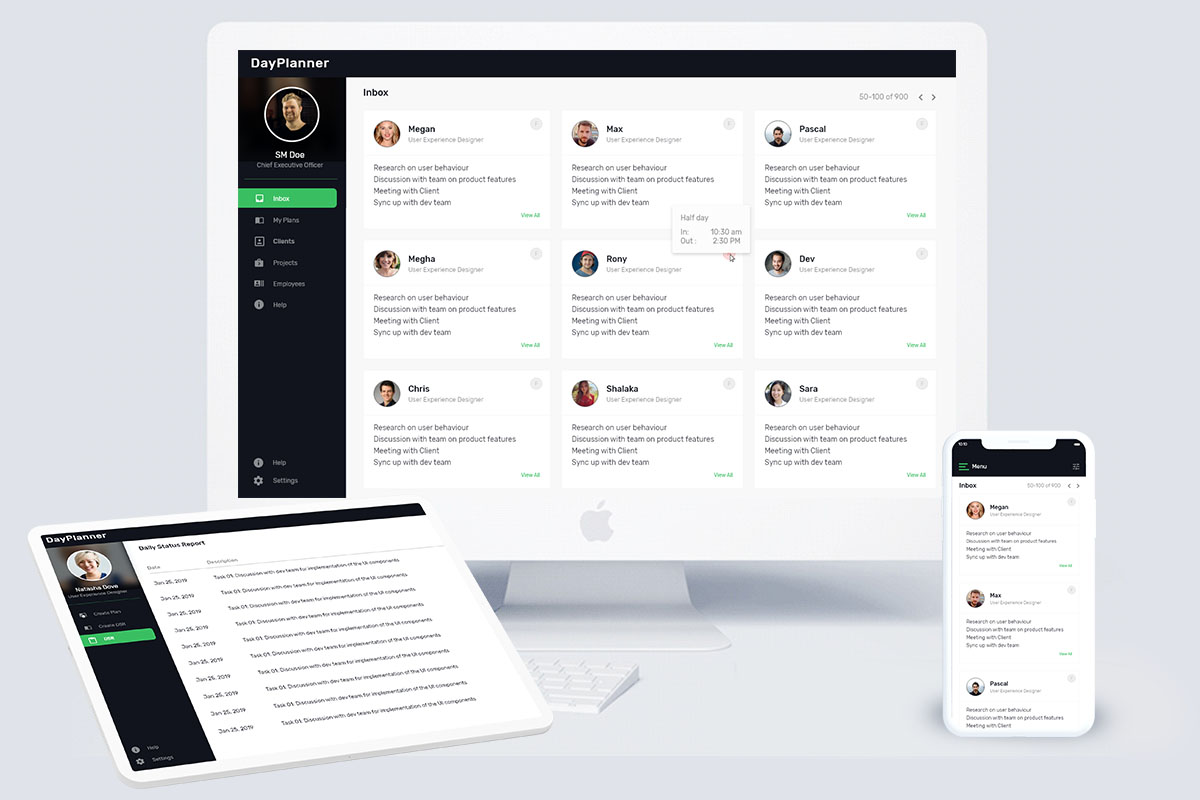 DayPlanner
SM Doe
Chief Executive Officer
Inbox
My Plans
Clients
Projects
Employees
Help
Help
Settings
Inbox
50-100 of 900
Megan
User Experience Designer
Research on user behaviour
Discussion with team on product features
Meeting with Client
Sync up with dev team
View All
Max
User Experience Designer
Research on user behaviour
Discussion with team on product features
Meeting with Client
Sync up with dev team
Pascal
User Experience Designer
Research on user behaviour
Discussion with team on product features
Meeting with Client
Sync up with dev team
View All
Half day
In: 10:30 am
Out : 2:30 PM
Megha
User Experience Designer
Research on user behaviour
Discussion with team on product features
Meeting with Client
Sync up with dev team
View All
Rony
User Experience Designer
Research on user behaviour
Discussion with team on product features
Meeting with Client
Sync up with dev team
View All
Dev
User Experience Designer
Research on user behaviour
Discussion with team on product features
Meeting with Client
Sync up with dev team
View All
Chris
User Experience Designer
Research on user behaviour
Discussion with team on product features
Meeting with Client
Sync up with dev team
View All
Shalaka
User Experience Designer
Research on user behaviour
Discussion with team on product features
Meeting with Client
Sync up with dev team
View All
Sara
User Experience Designer
Research on user behaviour
Discussion with team on product features
Meeting with Client
Sync up with dev team
View All
DayPlanner
Natasha Dove
User Experience Designer
Create Plan
Create DSR
DSR
Help
Settings
Daily Status Report
Date Description
Jan 25, 2019 Task 01: Discussion with dev team for implementation of the UI components
Jan 25, 2019 Task 01: Discussion with dev team for implementation of the UI components
Jan 25, 2019 Task 01: Discussion with dev team for implementation of the UI components
Jan 25, 2019 Task 01: Discussion with dev team for implementation of the UI components
Jan 25, 2019 Task 01: Discussion with dev team for implementation of the UI components
Jan 25, 2019 Task 01: Discussion with dev team for implementation of the UI components
Jan 25, 2019 Task 01: Discussion with dev team for implementation of the UI components
Jan 25, 2019 Task 01: Discussion with dev team for implementation of the UI components
Jan 25, 2019 Task 01: Discussion with dev team for implementation of the UI components
Jan 25, 2019 Task 01: Discussion with dev team for implementation of the UI components
10:10
Menu
Inbox
50-100 of 900
Megan
User Experience Designer
Research on user behaviour
Discussion with team on product features
Meeting with Client
Sync up with dev team
View All
Max
User Experience Designer
Research on user behaviour
Discussion with team on product features
Meeting with Client
Sync up with dev team
View All
Pascal
User Experience Designer
Research on user behaviour
Discussion with team on product features
Meeting with Client